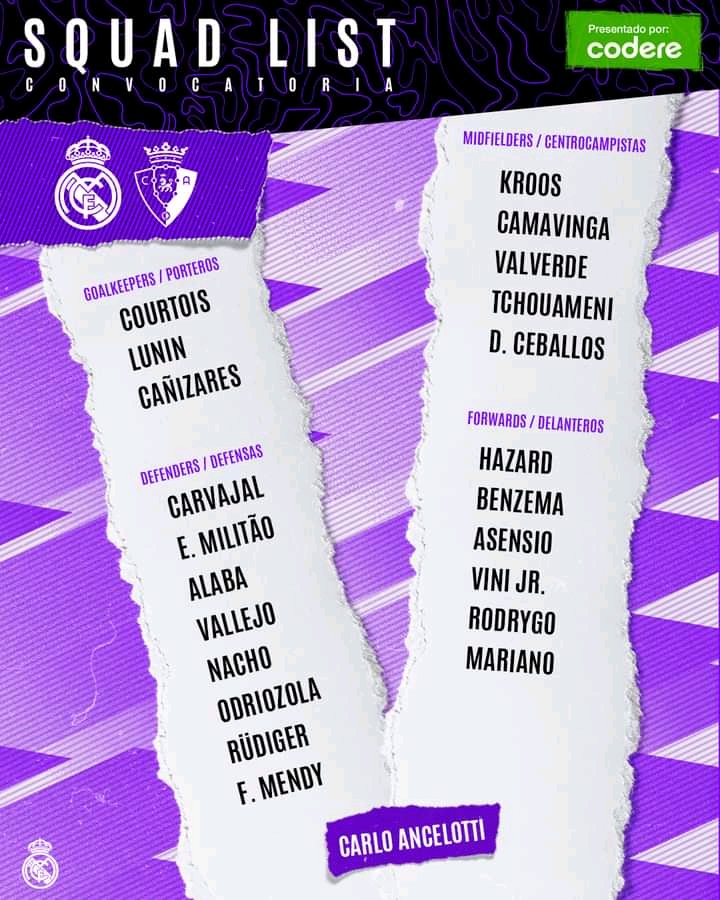 SQUAD LIST
CONVOCATORIA
Presentado por:
codere
GOALKEEPERS / PORTEROS
COURTOIS
LUNIN
CAÑIZARES
DEFENDERS / DEFENSAS
CARVAJAL
E. MILITÃO
ALABA
VALLEJO
NACHO
ODRIOZOLA
RÜDIGER
F. MENDY
MIDFIELDERS / CENTROCAMPISTAS
KROOS
CAMAVINGA
VALVERDE
TCHOUAMENI
D. CEBALLOS
FORWARDS / DELANTEROS
HAZARD
BENZEMA
ASENSIO
VINI JR.
RODRYGO
MARIANO
CARLO ANCELOTTI